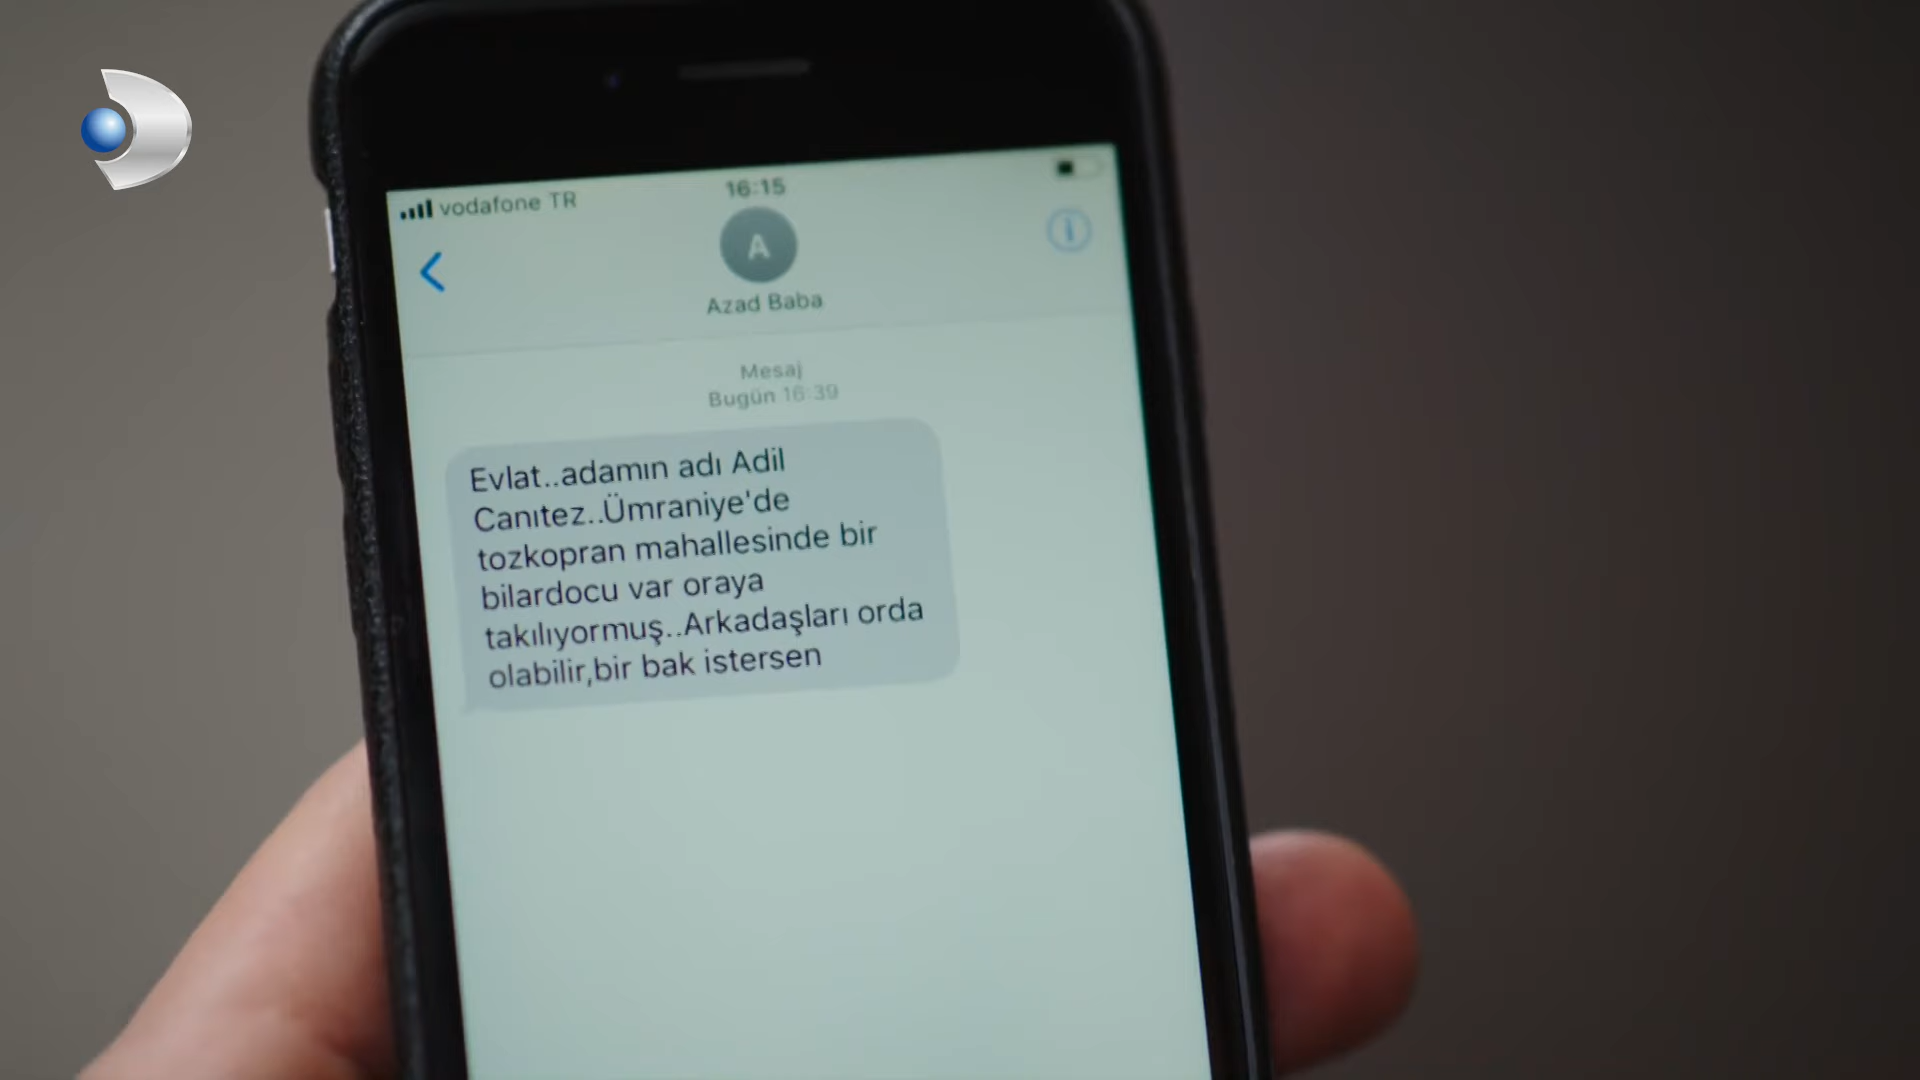 vodafone TR
16:15
A
Azad Baba
Mesaj
Bugün 16:39
Evlat..adamın adı Adil
Canıtez..Ümraniye'de
tozkopran mahallesinde bir
bilardocu var oraya
takılıyormuş..Arkadaşları orda
olabilir,bir bak istersen